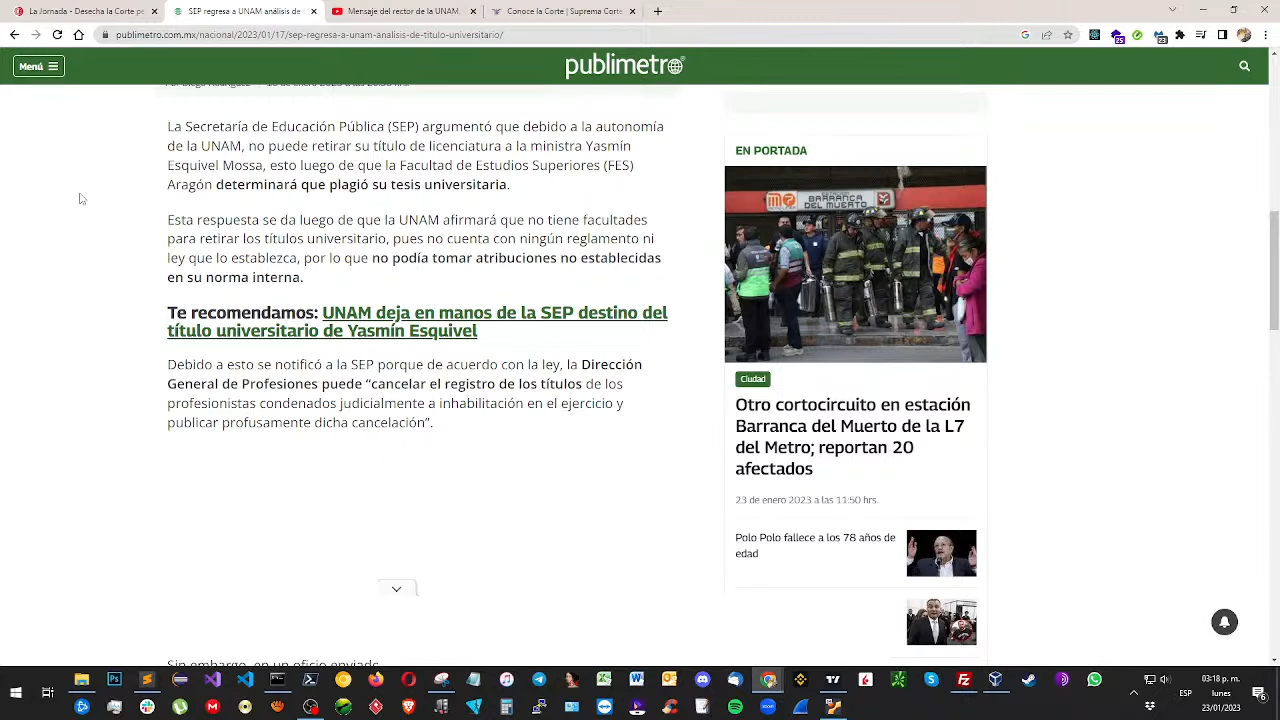 La Jornada - Desecha la Corte p
SEP regresa a UNAM análisis de
Mensaje del rector de la UNAM,
Conoce la Corte | Suprema Corte
publimetro.com.mx/nacional/2023/01/17/sep-regresa-a-unam-analisis-de-titulo-universitario/
Menú
publimetro
La Secretaría de Educación Pública (SEP) argumentó que debido a la autonomía
de la UNAM, no puede retirar su título de licenciatura a la ministra Yasmín
Esquivel Mossa, esto luego de que la Facultad de Estudios Superiores (FES)
Aragón determinará que plagió su tesis universitaria.
Esta respuesta se da luego de que la UNAM afirmará que no tiene facultades
para retirar los títulos universitario, pues no cuenta con ningún reglamento ni
ley que lo establezca, por lo que no podía tomar atribuciones no establecidas
en su norma interna.
Te recomendamos: UNAM deja en manos de la SEP destino del
título universitario de Yasmín Esquivel
Debido a esto se notificó a la SEP porque de acuerdo con la ley, la Dirección
General de Profesiones puede “cancelar el registro de los títulos de los
profesionistas condenados judicialmente a inhabilitación en el ejercicio y
publicar profusamente dicha cancelación”.
Sin embargo, en un oficio enviado
EN PORTADA
ESTACION
BARRANCA
DEL MUERTO
Ciudad
Otro cortocircuito en estación
Barranca del Muerto de la L7
del Metro; reportan 20
afectados
23 de enero 2023 a las 11:50 hrs.
Polo Polo fallece a los 78 años de
edad
03:18 p. m.
ESP
lunes
23/01/2023